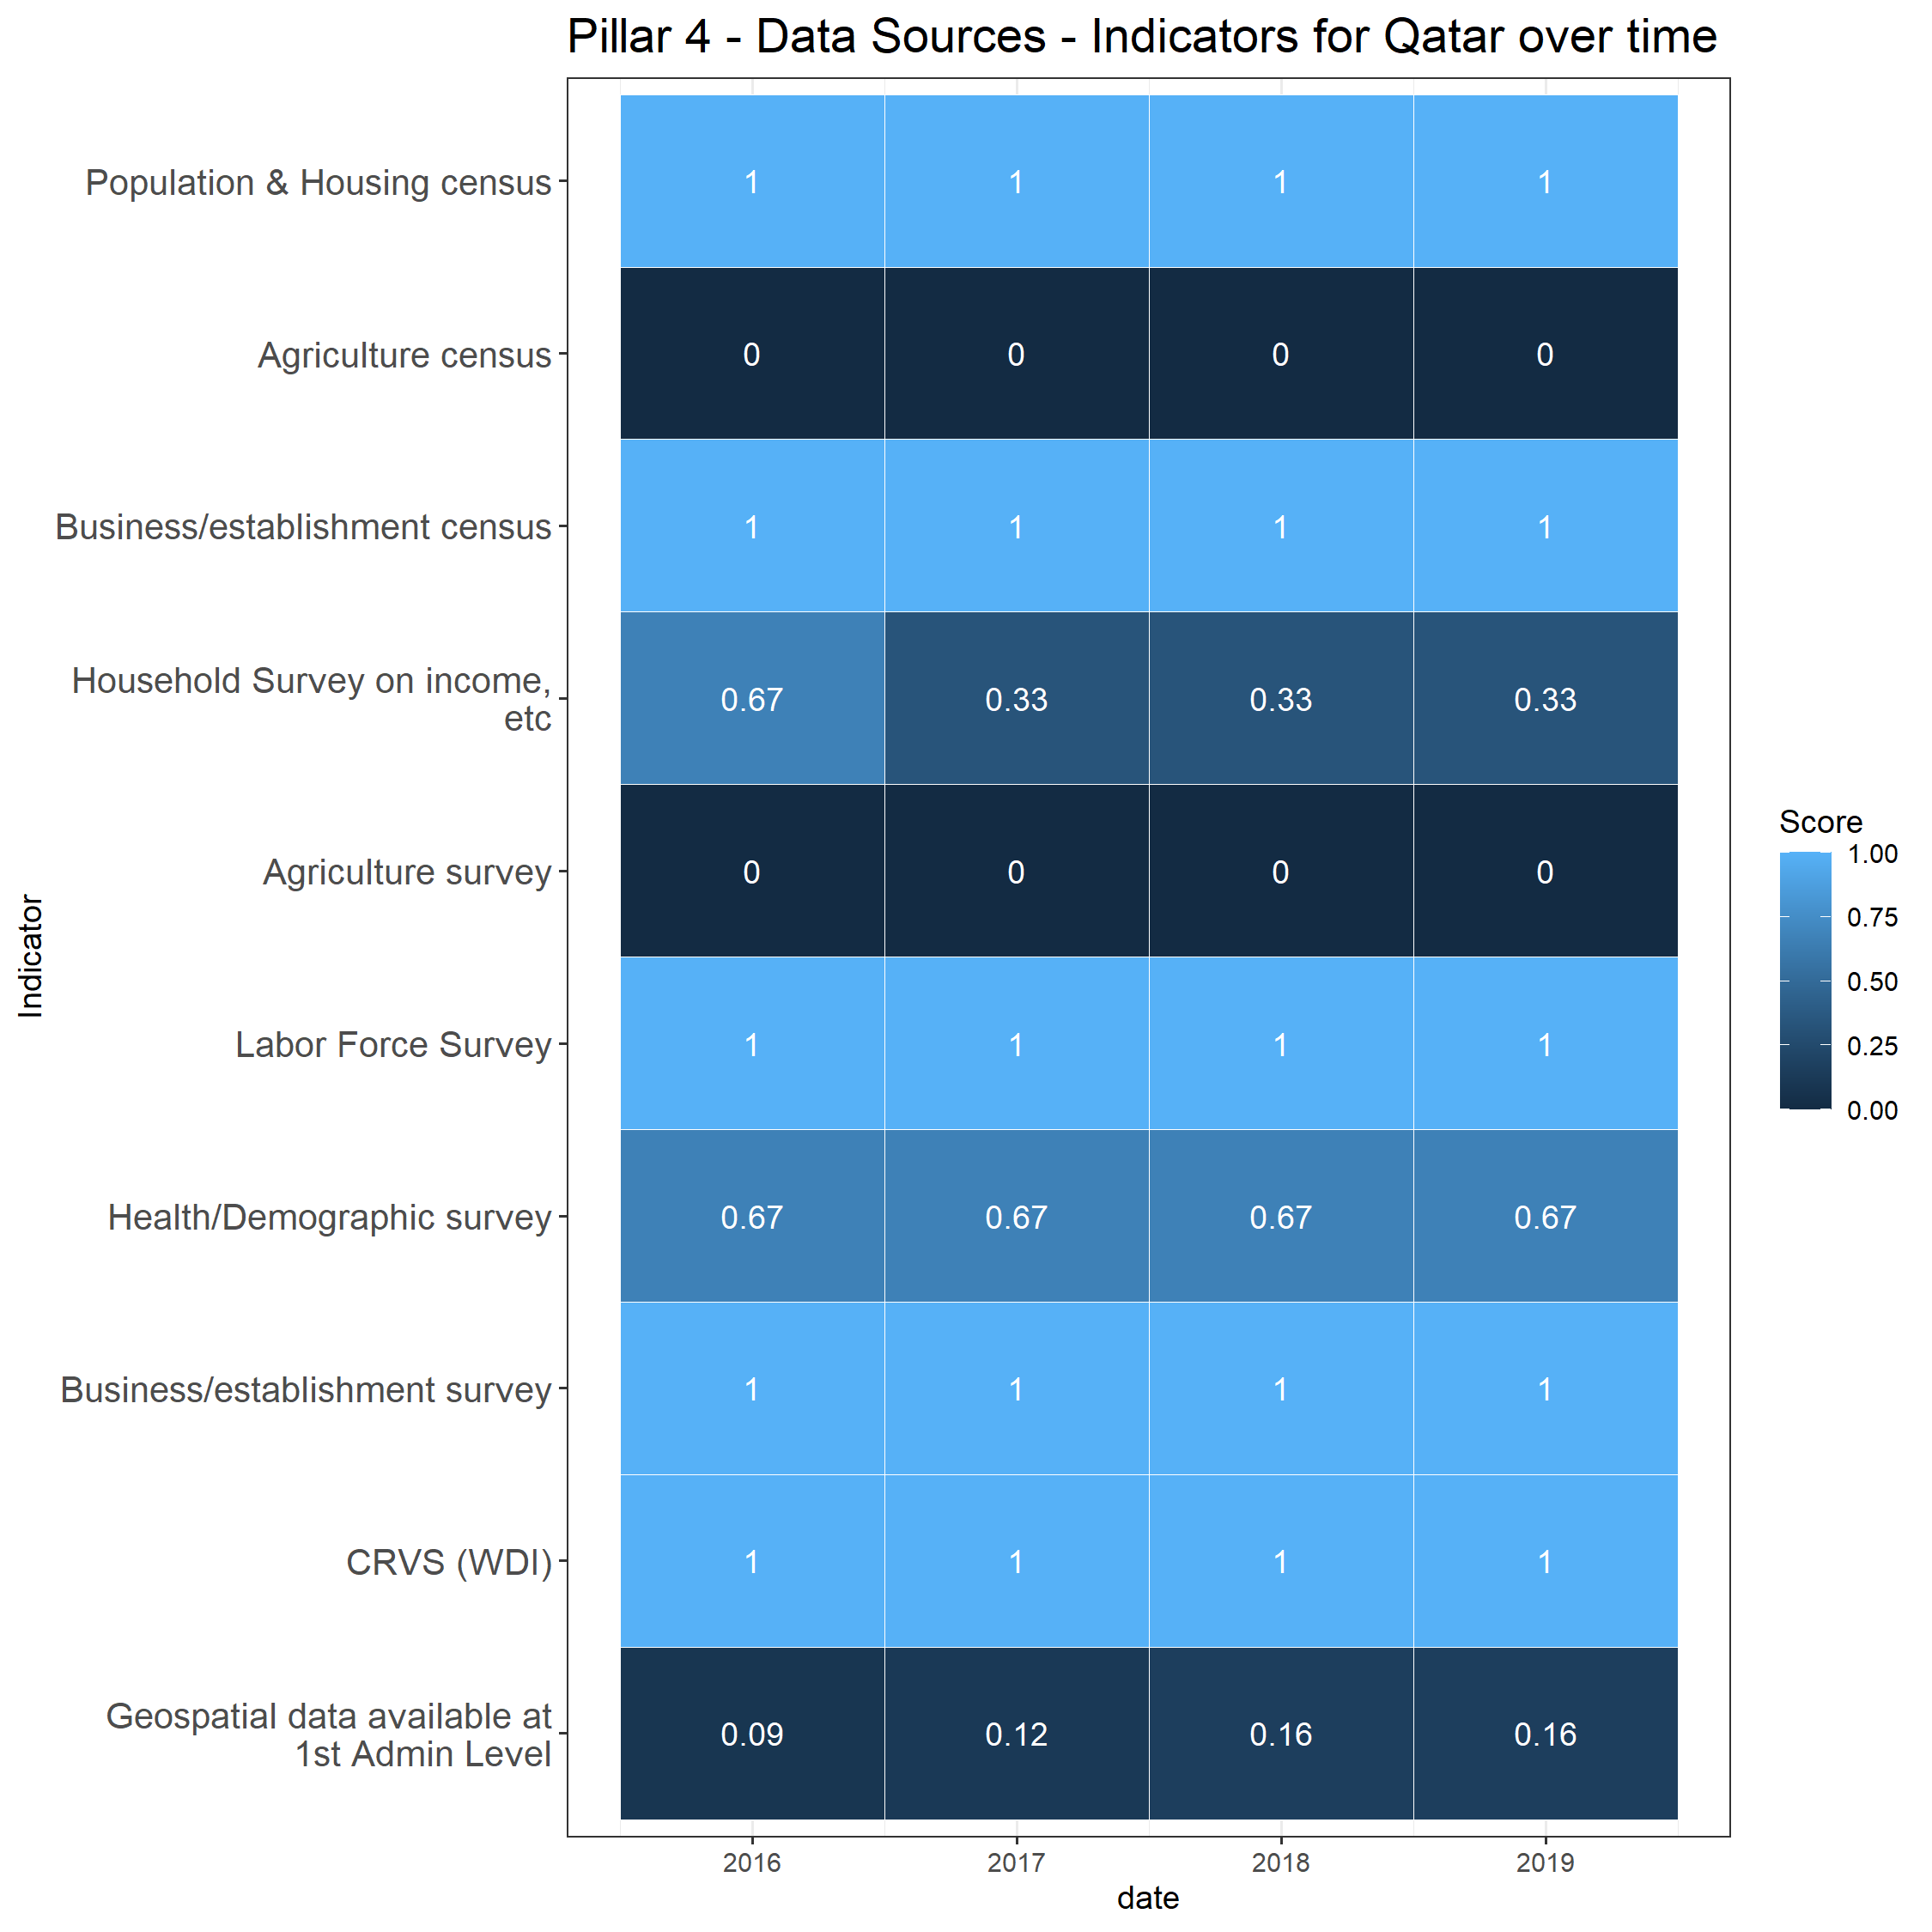 Pillar 4 - Data Sources - Indicators for Qatar over time
Indicator
Population & Housing census
1 1 1 1
Agriculture census
0 0 0 0
Business/establishment census
1 1 1 1
Household Survey on income,
etc
0.67 0.33 0.33 0.33
Agriculture survey
0 0 0 0
Labor Force Survey
1 1 1 1
Health/Demographic survey
0.67 0.67 0.67 0.67
Business/establishment survey
1 1 1 1
CRVS (WDI)
1 1 1 1
Geospatial data available at
1st Admin Level
0.09 0.12 0.16 0.16
2016 2017 2018 2019
date
Score
1.00
0.75
0.50
0.25
0.00